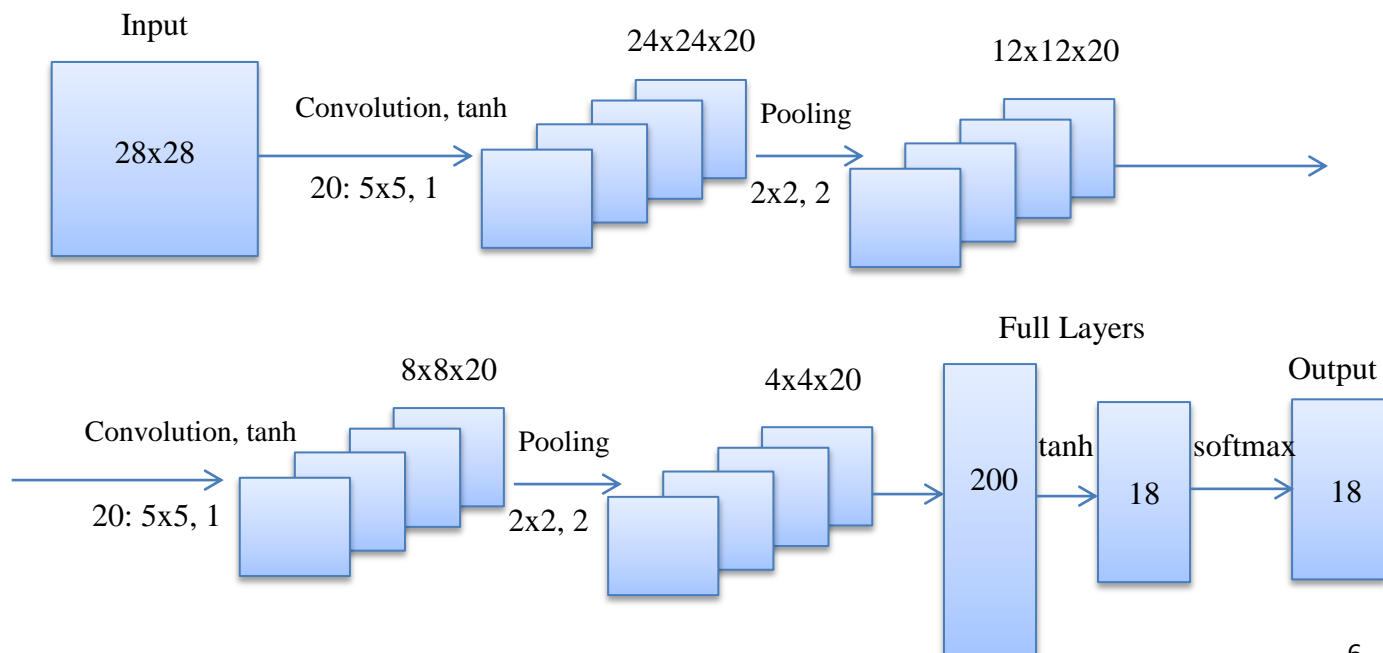 Input
28x28
Convolution, tanh
20: 5x5, 1
24x24x20
Pooling
2x2, 2
12x12x20
Convolution, tanh
20: 5x5, 1
8x8x20
Pooling
2x2, 2
4x4x20
Full Layers
200
tanh
18
softmax
Output
18
6